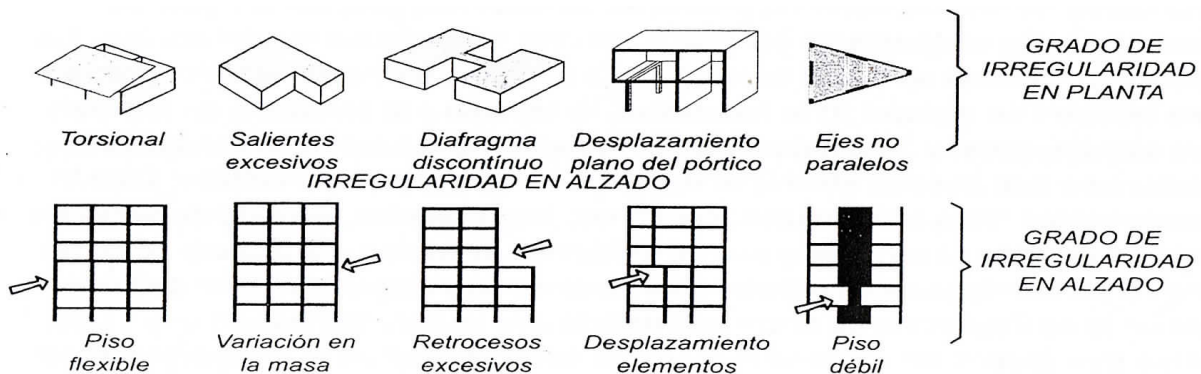 Torsional
Salientes
excesivos
Diafragma
discontínuo
Desplazamiento
plano del pórtico
Ejes no
paralelos
GRADO DE
IRREGULARIDAD
EN PLANTA
IRREGULARIDAD EN ALZADO
Piso
flexible
Variación en
la masa
Retrocesos
excesivos
Desplazamiento
elementos
Piso
débil
GRADO DE
IRREGULARIDAD
EN ALZADO